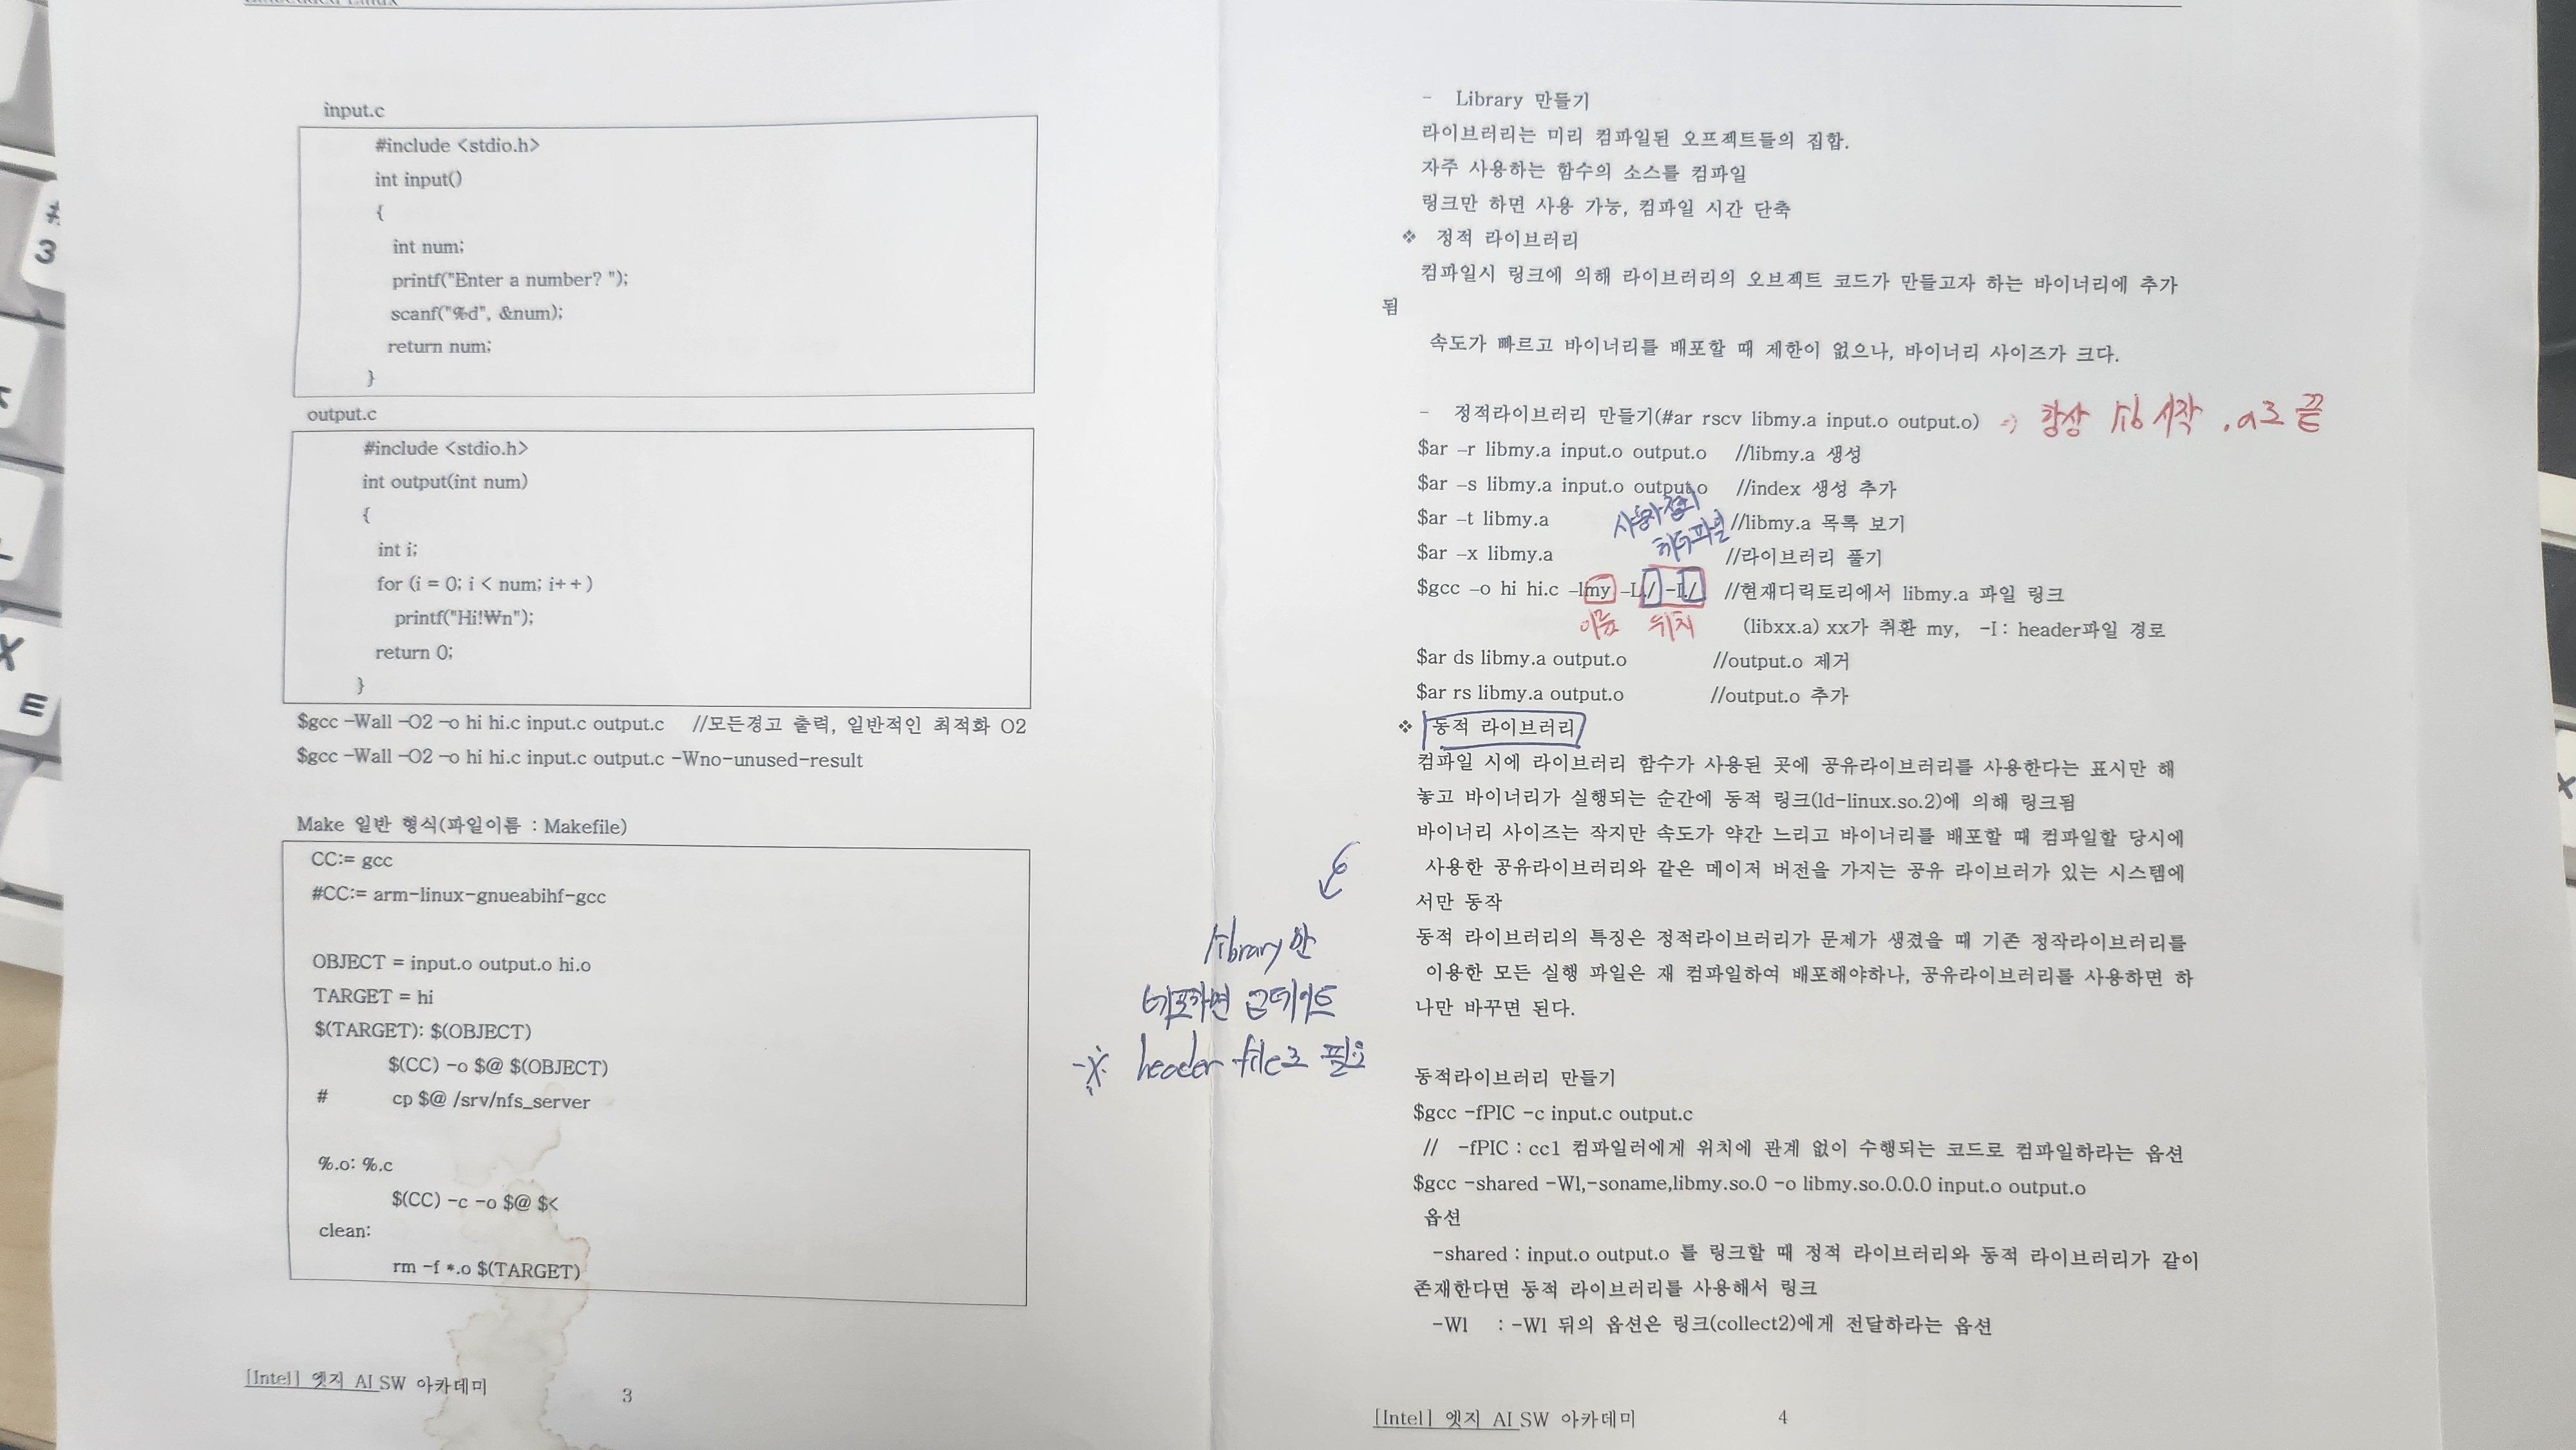 Embedded Linux
input.c
#include <stdio.h>
int input()
{
int num;
printf("Enter a number? ");
scanf("%d", &num);
return num;
}
output.c
#include <stdio.h>
int output(int num)
{
int i;
for (i = 0; i < num; i++)
printf("Hi!₩n");
return 0;
}
$gcc -Wall -O2 -o hi hi.c input.c output.c //모든경고 출력, 일반적인 최적화 O2
$gcc -Wall -O2 -o hi hi.c input.c output.c -Wno-unused-result
Make 일반 형식(파일이름 : Makefile)
CC:= gcc
#CC:= arm-linux-gnueabihf-gcc
OBJECT = input.o output.o hi.o
TARGET = hi
$(TARGET): $(OBJECT)
$(CC) -o $@ $(OBJECT)
# cp $@ /srv/nfs_server
%.o: %.c
$(CC) -c -o $@ $<
clean:
rm -f *.o $(TARGET)
[Intel] 엣지 AI SW 아카데미
3
- Library 만들기
라이브러리는 미리 컴파일된 오프젝트들의 집합.
자주 사용하는 함수의 소스를 컴파일
링크만 하면 사용 가능, 컴파일 시간 단축
❖ 정적 라이브러리
컴파일시 링크에 의해 라이브러리의 오브젝트 코드가 만들고자 하는 바이너리에 추가
됨
속도가 빠르고 바이너리를 배포할 때 제한이 없으나, 바이너리 사이즈가 크다.
- 정적라이브러리 만들기(#ar rscv libmy.a input.o output.o) => 항상 lib 시작 .a로 끝
$ar –r libmy.a input.o output.o //libmy.a 생성
$ar –s libmy.a input.o output.o //index 생성 추가
사용자정의
$ar –t libmy.a //libmy.a 목록 보기
헤더파일
$ar –x libmy.a //라이브러리 풀기
$gcc –o hi hi.c –lmy –L./ -I./ //현재디릭토리에서 libmy.a 파일 링크
이름 위치
(libxx.a) xx가 취환 my, -I: header파일 경로
$ar ds libmy.a output.o //output.o 제거
$ar rs libmy.a output.o //output.o 추가
❖ 동적 라이브러리
컴파일 시에 라이브러리 함수가 사용된 곳에 공유라이브러리를 사용한다는 표시만 해
놓고 바이너리가 실행되는 순간에 동적 링크(ld-linux.so.2)에 의해 링크됨
바이너리 사이즈는 작지만 속도가 약간 느리고 바이너리를 배포할 때 컴파일할 당시에
사용한 공유라이브러리와 같은 메이저 버전을 가지는 공유 라이브러가 있는 시스템에
서만 동작
동적 라이브러리의 특징은 정적라이브러리가 문제가 생겼을 때 기존 정작라이브러리를
이용한 모든 실행 파일은 재 컴파일하여 배포해야하나, 공유라이브러리를 사용하면 하
나만 바꾸면 된다.
library만
배포하면 업데이트
※ header file도 필요
동적라이브러리 만들기
$gcc -fPIC -c input.c output.c
// -fPIC : cc1 컴파일러에게 위치에 관계 없이 수행되는 코드로 컴파일하라는 옵션
$gcc -shared -Wl,-soname,libmy.so.0 -o libmy.so.0.0.0 input.o output.o
옵션
-shared : input.o output.o 를 링크할 때 정적 라이브러리와 동적 라이브러리가 같이
존재한다면 동적 라이브러리를 사용해서 링크
-Wl : -Wl 뒤의 옵션은 링크(collect2)에게 전달하라는 옵션
[Intel] 엣지 AI SW 아카데미
4